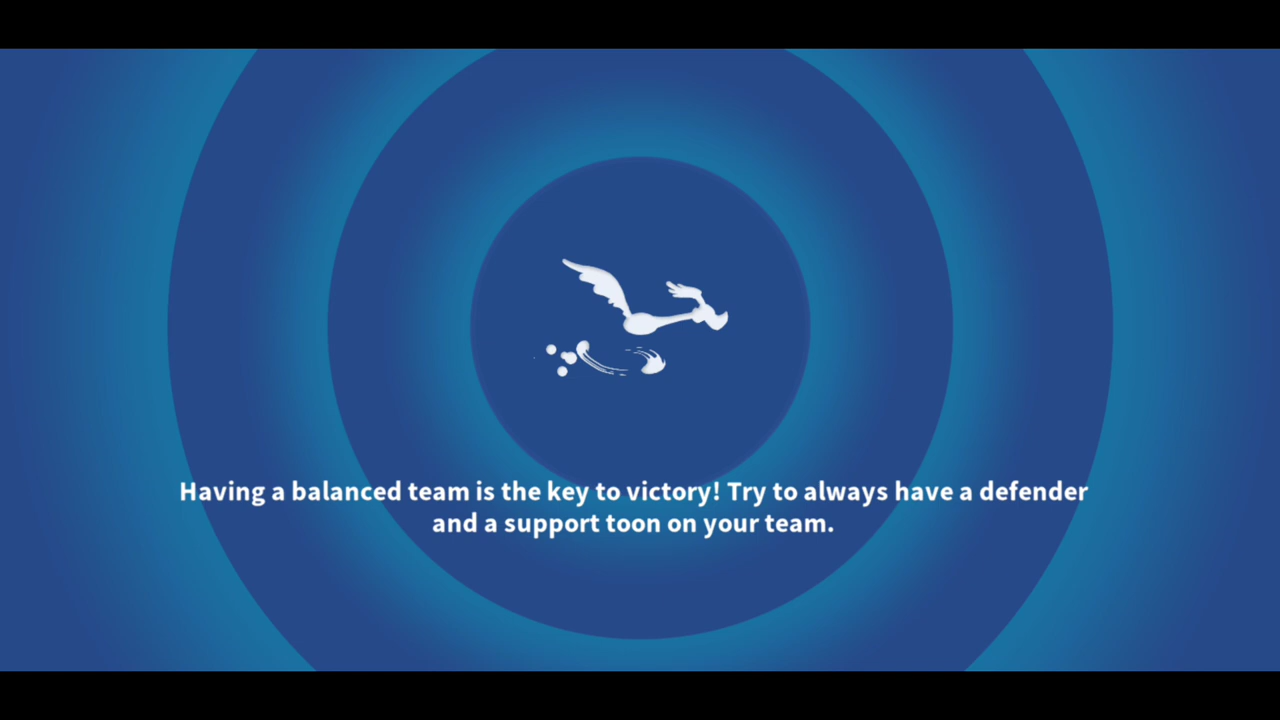 Having a balanced team is the key to victory! Try to always have a defender
and a support toon on your team.